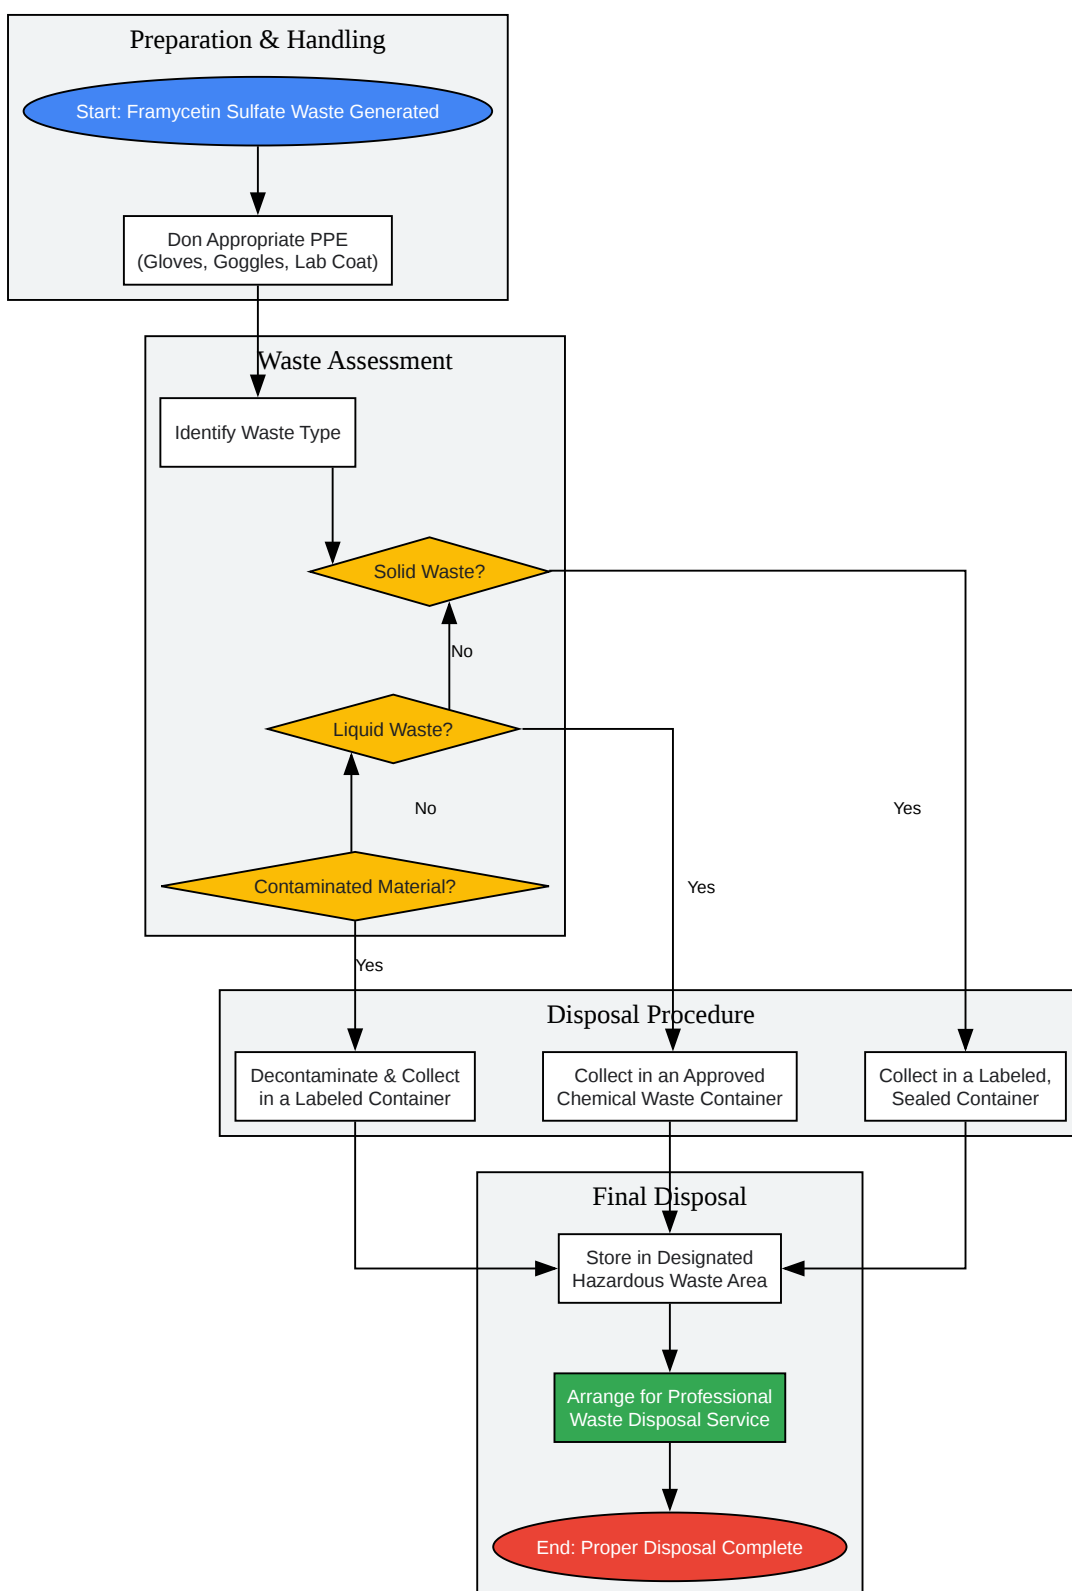 Preparation & Handling
Start: Framycetin Sulfate Waste Generated
Don Appropriate PPE
(Gloves, Goggles, Lab Coat)
Waste Assessment
Identify Waste Type
Solid Waste?
No
Liquid Waste?
No
Yes
Contaminated Material?
Yes
Yes
Disposal Procedure
Decontaminate & Collect
in a Labeled Container
Collect in an Approved
Chemical Waste Container
Collect in a Labeled,
Sealed Container
Final Disposal
Store in Designated
Hazardous Waste Area
Arrange for Professional
Waste Disposal Service
End: Proper Disposal Complete